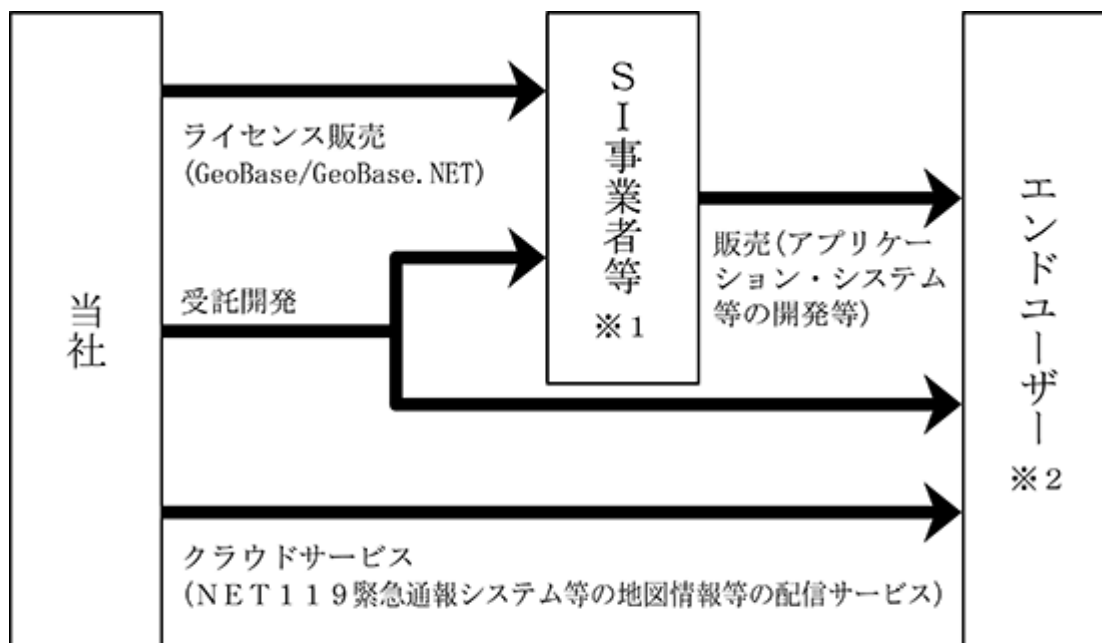 当社
ライセンス販売
(GeoBase/GeoBase.NET)
受託開発
SI事業者等
※1
販売(アプリケー
ション・システム
等の開発等)
エンドユーザー
※2
クラウドサービス
(NET119緊急通報システム等の地図情報等の配信サービス)